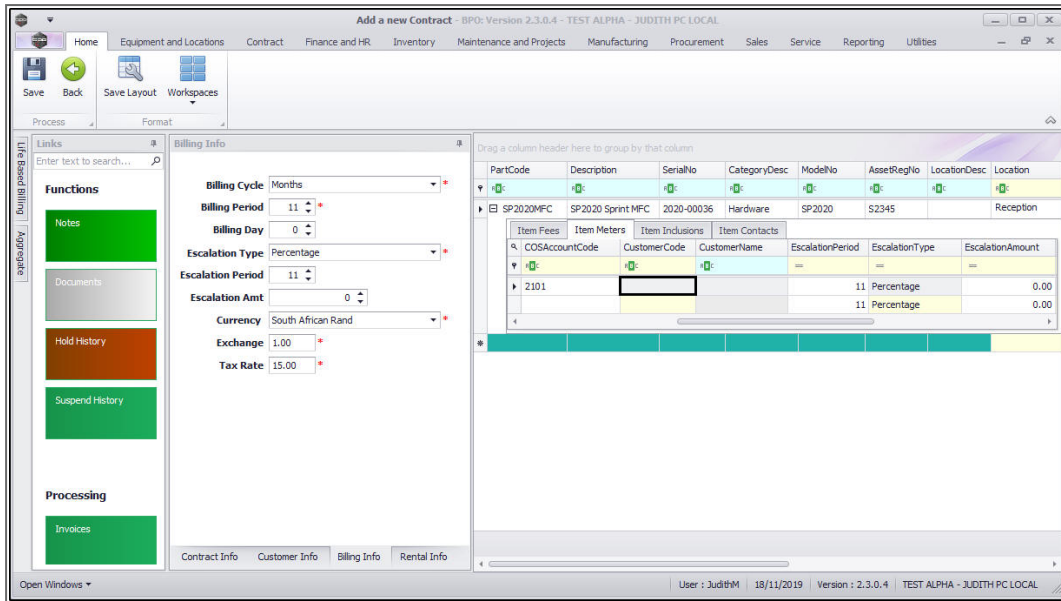 Add a new Contract - BPO: Version 2.3.0.4 - TEST ALPHA - JUDITH PC LOCAL
Home Equipment and Locations Contract Finance and HR Inventory Maintenance and Projects Manufacturing Procurement Sales Service Reporting Utilities
Save Back Save Layout Workspaces
Process Format
Life Based Billing
Aggregate
Links
Enter text to search...
Functions
Notes
Documents
Hold History
Suspend History
Processing
Invoices
Billing Info
Billing Cycle Months *
Billing Period 11 *
Billing Day 0
Escalation Type Percentage *
Escalation Period 11
Escalation Amt 0
Currency South African Rand *
Exchange 1.00 *
Tax Rate 15.00 *
Contract Info Customer Info Billing Info Rental Info
Drag a column header here to group by that column
PartCode Description SerialNo CategoryDesc ModelNo AssetRegNo LocationDesc Location
SP2020MFC SP2020 Sprint MFC 2020-00036 Hardware SP2020 S2345 Reception
Item Fees Item Meters Item Inclusions Item Contacts
COSAccountCode CustomerCode CustomerName EscalationPeriod EscalationType EscalationAmount
= = =
2101 11 Percentage 0.00
11 Percentage 0.00
Open Windows
User : JudithM 18/11/2019 Version : 2.3.0.4 TEST ALPHA - JUDITH PC LOCAL